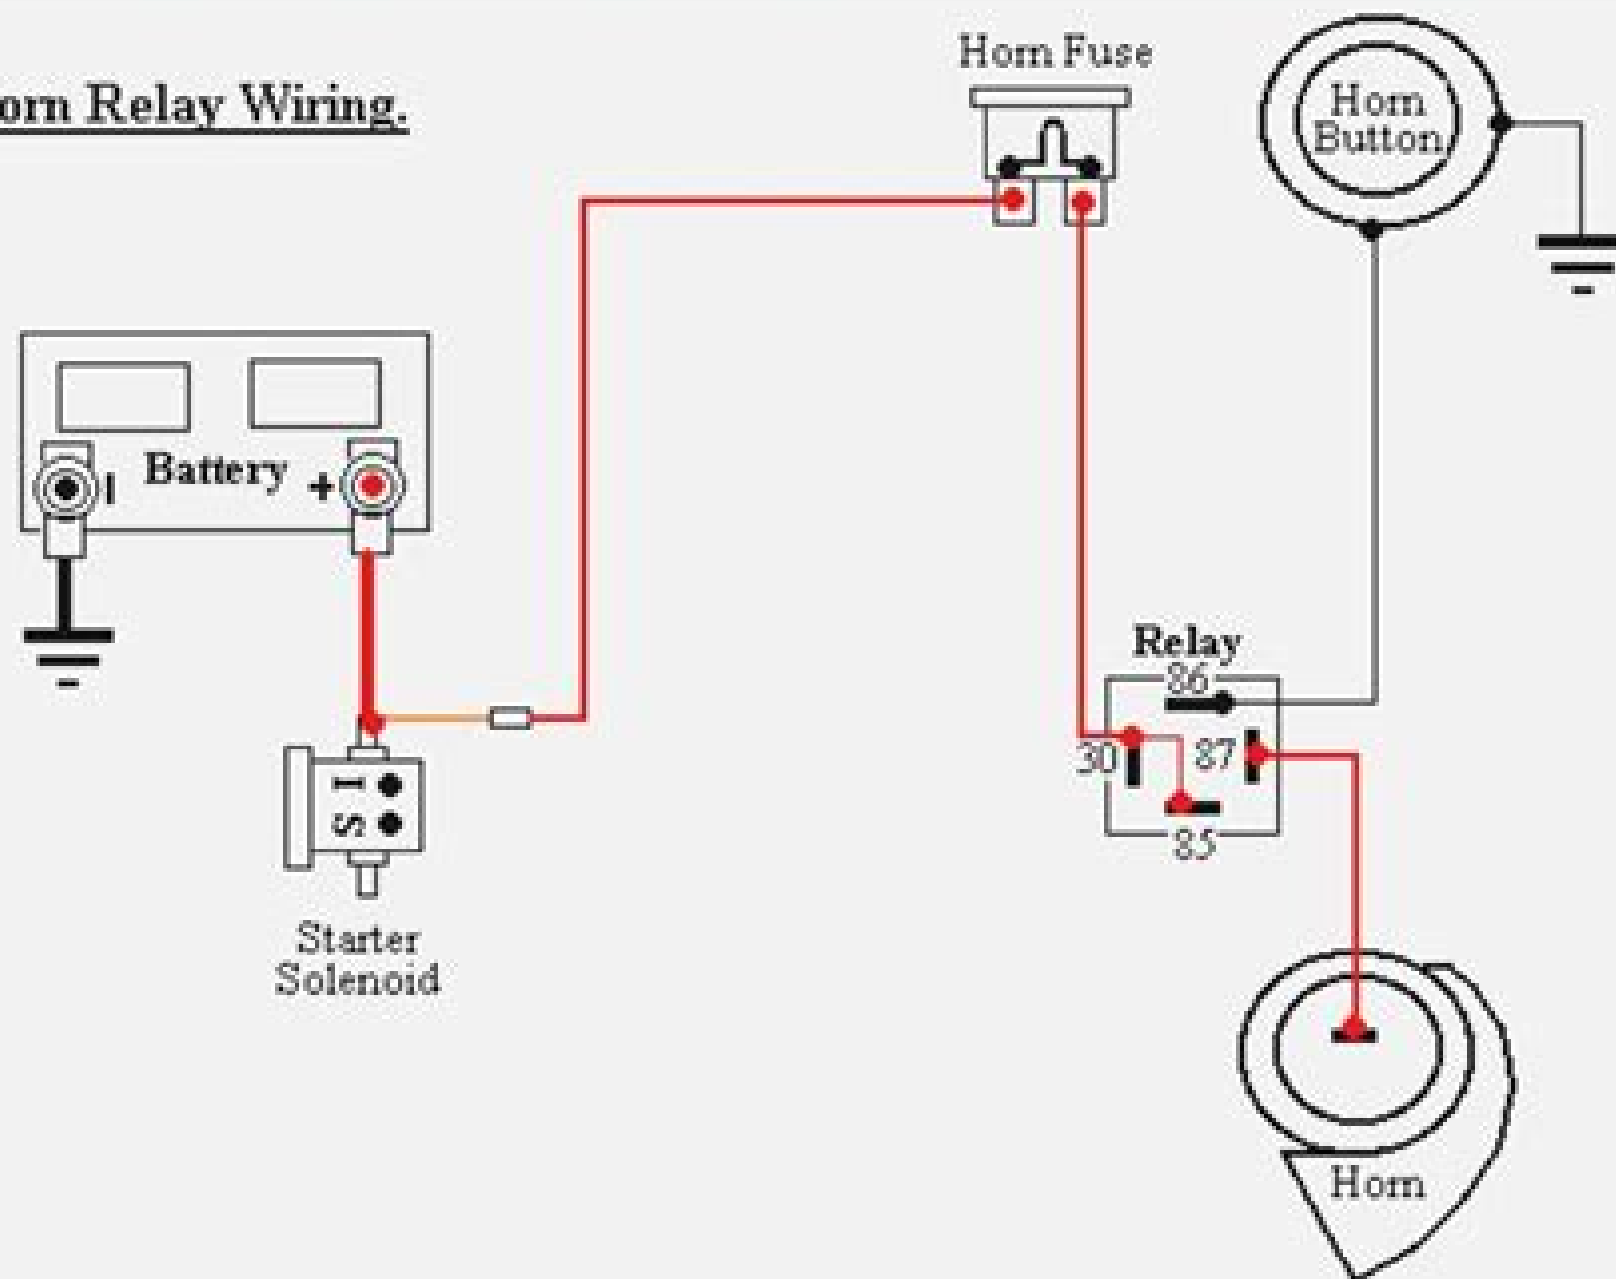 orn Relay Wiring.
Horn Fuse
Horn
Button
Battery
+
Relay
86
30
87
85
I
S
Starter
Solenoid
Horn